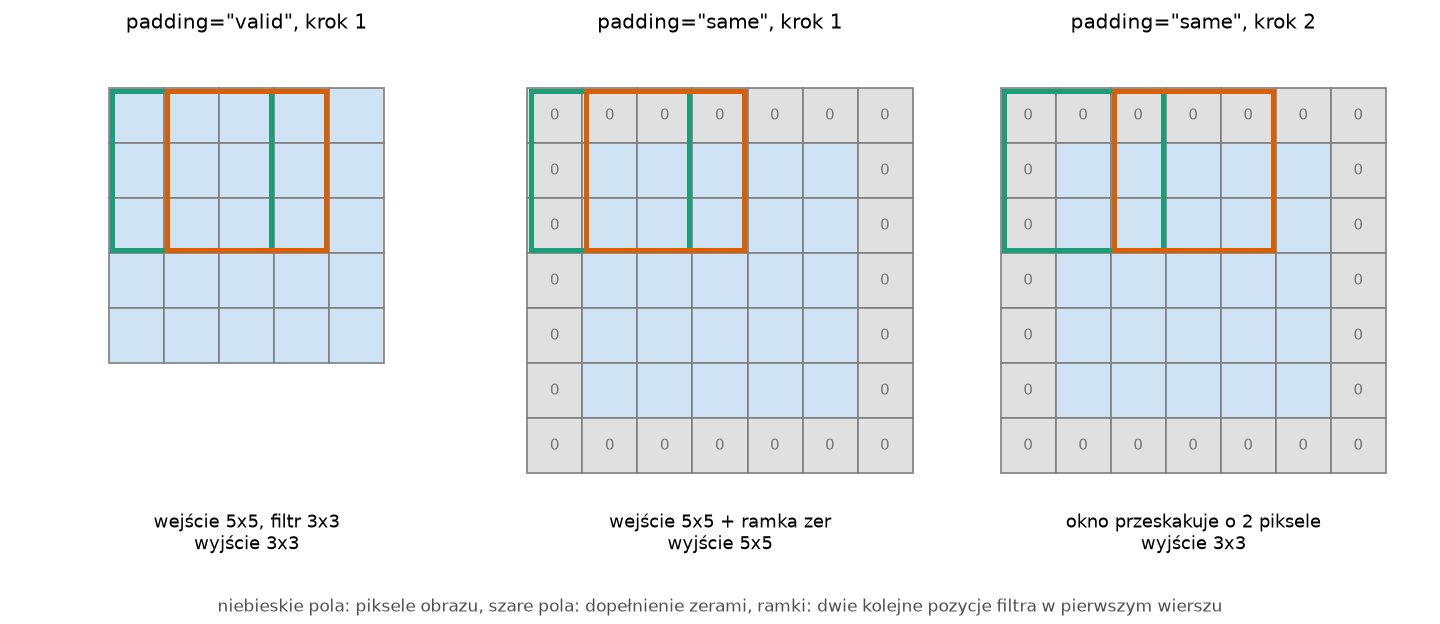 padding="valid", krok 1
padding="same", krok 1
padding="same", krok 2
0 0 0 0 0 0 0
0 0
0 0
0 0
0 0
0 0
0 0 0 0 0 0 0
0 0 0 0 0 0 0
0 0
0 0
0 0
0 0
0 0
0 0 0 0 0 0 0
wejście 5x5, filtr 3x3
wyjście 3x3
wejście 5x5 + ramka zer
wyjście 5x5
okno przeskakuje o 2 piksele
wyjście 3x3
niebieskie pola: piksele obrazu, szare pola: dopełnienie zerami, ramki: dwie kolejne pozycje filtra w pierwszym wierszu